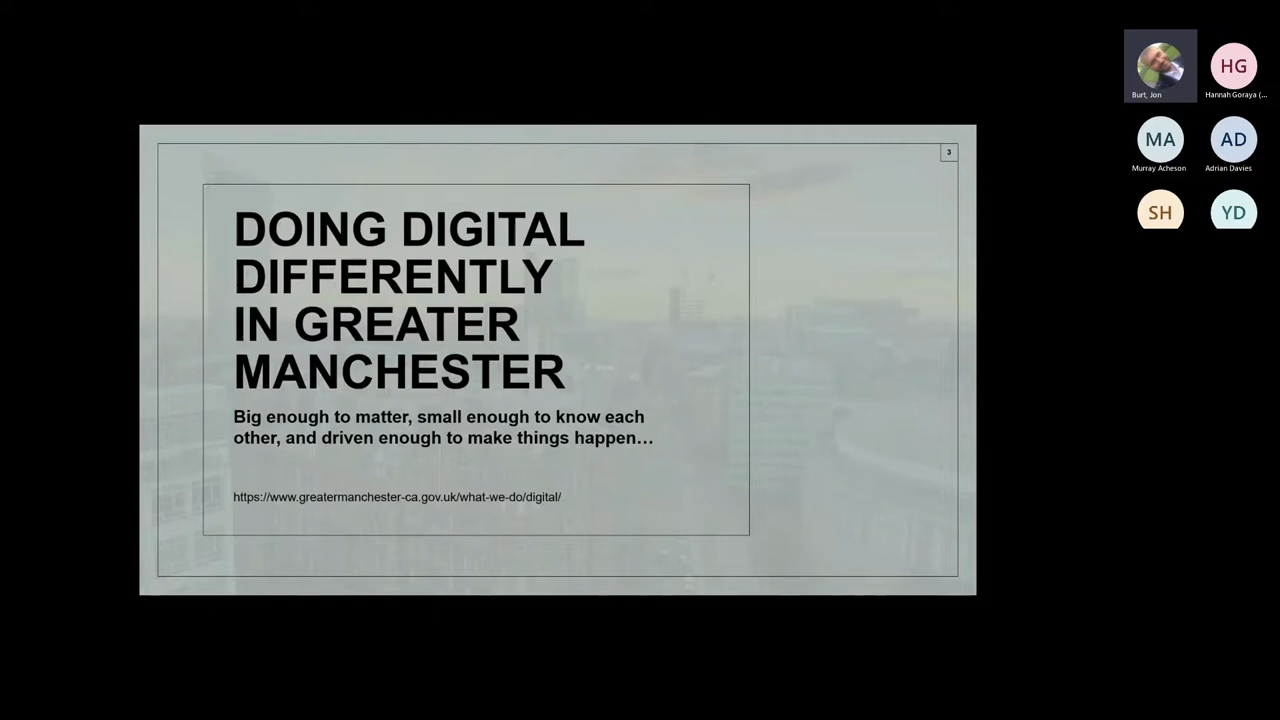 3
DOING DIGITAL
DIFFERENTLY
IN GREATER
MANCHESTER
Big enough to matter, small enough to know each
other, and driven enough to make things happen…
https://www.greatermanchester-ca.gov.uk/what-we-do/digital/
Burt, Jon
HG
Hannah Goraya (...
MA
Murray Acheson
AD
Adrian Davies
SH
YD